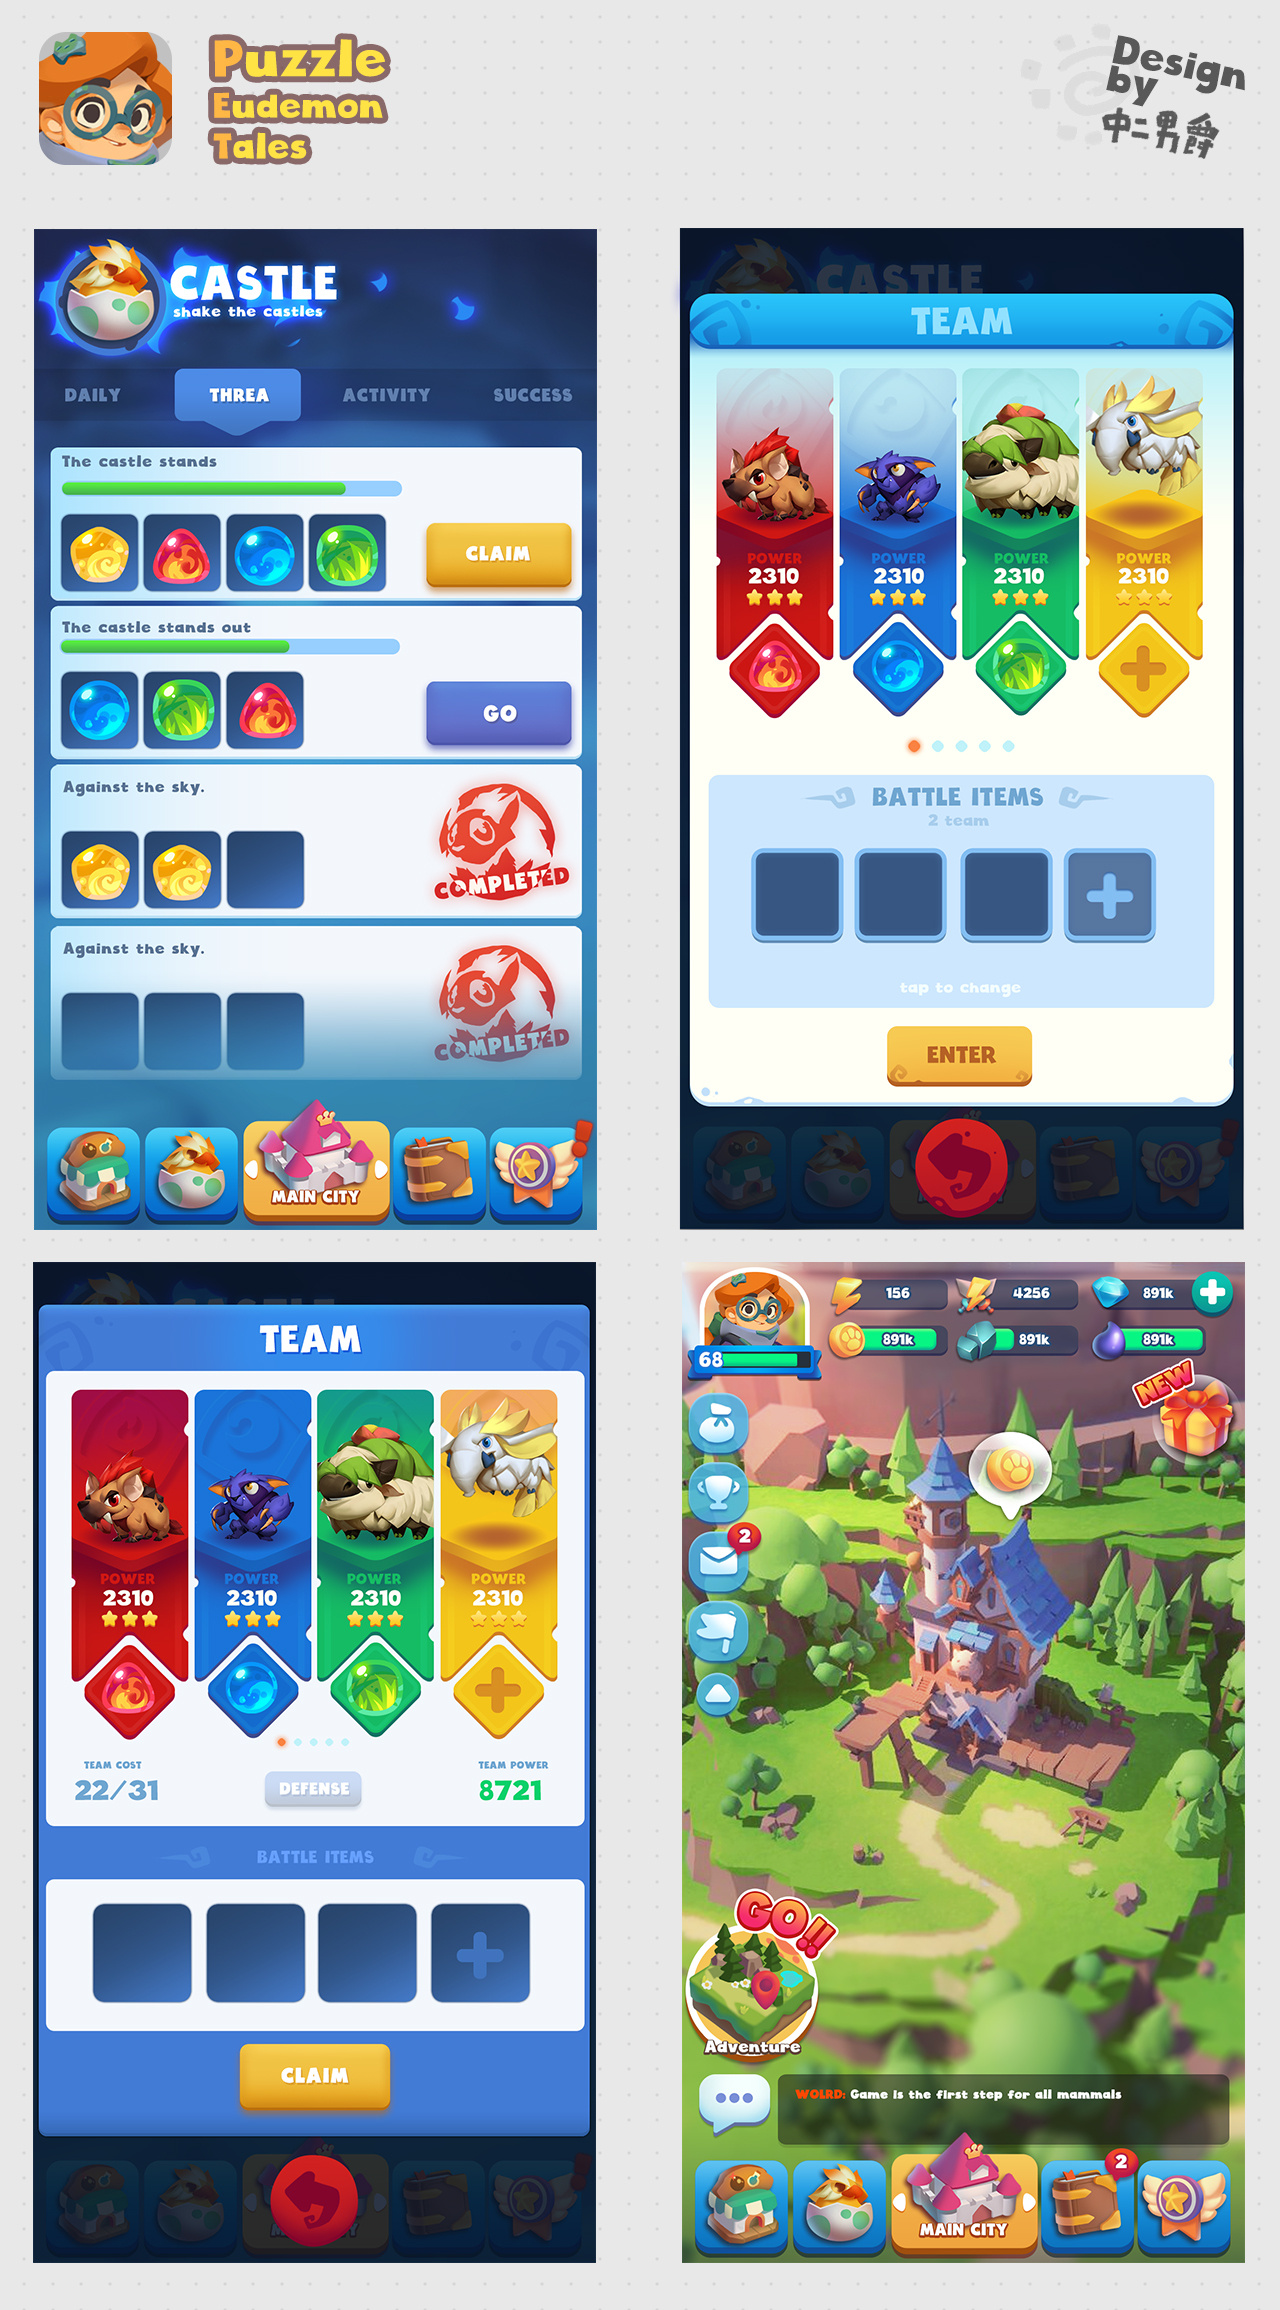 Puzzle
Eudemon
Tales
Design
by
中二男爵
CASTLE
shake the castles
DAILY
THREA
ACTIVITY
SUCCESS
The castle stands
CLAIM
The castle stands out
GO
Against the sky.
COMPLETED
Against the sky.
COMPLETED
MAIN CITY
CASTLE
TEAM
POWER
2310
POWER
2310
POWER
2310
POWER
2310
BATTLE ITEMS
2 team
tap to change
ENTER
TEAM
POWER
2310
POWER
2310
POWER
2310
POWER
2310
TEAM COST
22/31
DEFENSE
TEAM POWER
8721
BATTLE ITEMS
CLAIM
156
4256
891k
891k
891k
891k
68
NEW
2
GO!!
Adventure
WOLRD: Game is the first step for all mammals
2
MAIN CITY